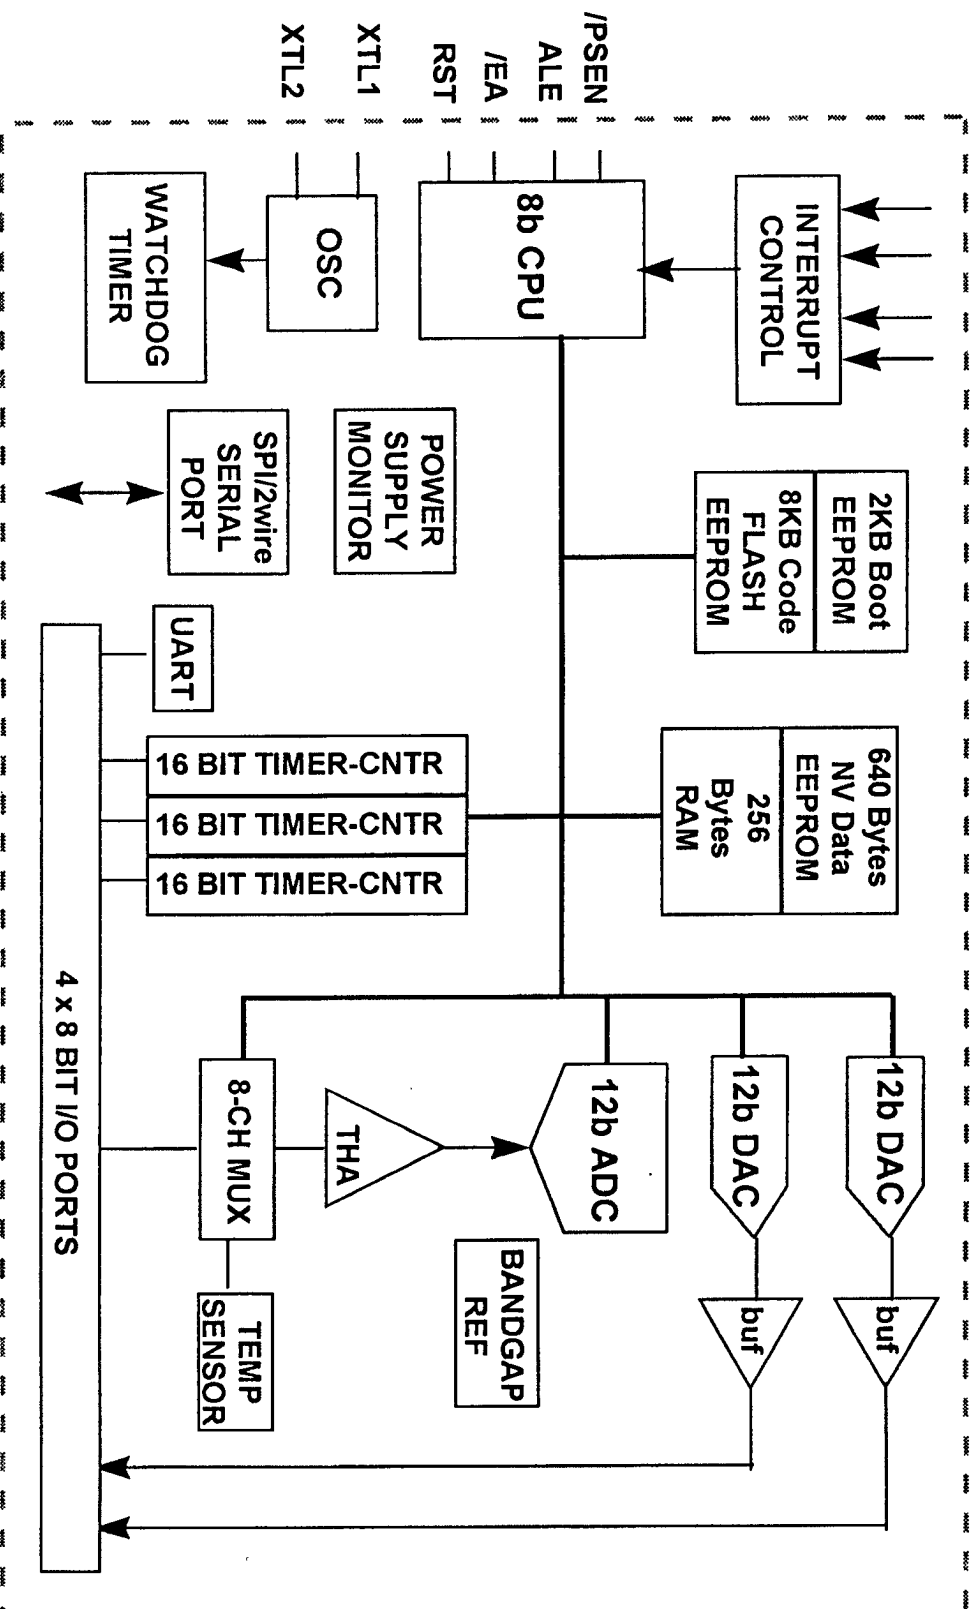 /PSEN
ALE
/EA
RST
XTL1
XTL2
INTERRUPT
CONTROL
8b CPU
OSC
WATCHDOG
TIMER
2KB Boot
EEPROM
8KB Code
FLASH
EEPROM
POWER
SUPPLY
MONITOR
SPI/2wire
SERIAL
PORT
640 Bytes
NV Data
EEPROM
256
Bytes
RAM
UART
16 BIT TIMER-CNTR
16 BIT TIMER-CNTR
16 BIT TIMER-CNTR
12b DAC
buf
12b DAC
buf
12b ADC
BANDGAP
REF
THA
8-CH MUX
TEMP
SENSOR
4 x 8 BIT I/O PORTS